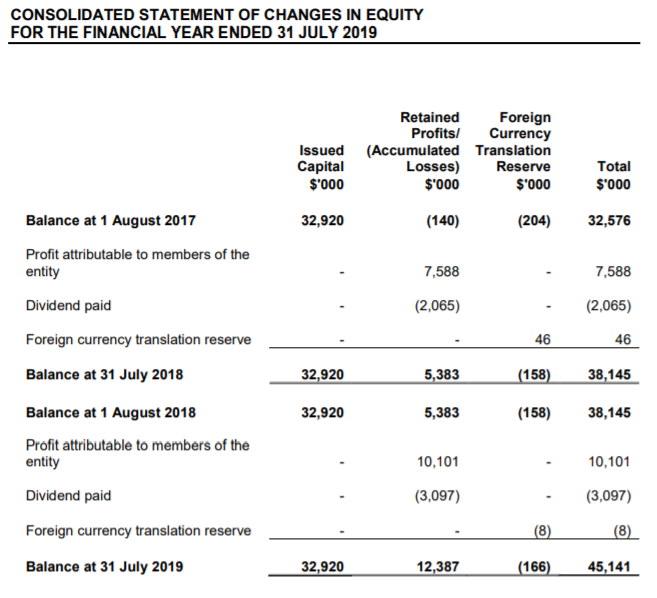 CONSOLIDATED STATEMENT OF CHANGES IN EQUITY
FOR THE FINANCIAL YEAR ENDED 31 JULY 2019
Retained Foreign
Profits/ Currency
Issued (Accumulated Translation
Capital Losses) Reserve Total
$'000 $'000 $'000 $'000
Balance at 1 August 2017 32,920 (140) (204) 32,576
Profit attributable to members of the
entity - 7,588 - 7,588
Dividend paid - (2,065) - (2,065)
Foreign currency translation reserve - - 46 46
Balance at 31 July 2018 32,920 5,383 (158) 38,145
Balance at 1 August 2018 32,920 5,383 (158) 38,145
Profit attributable to members of the
entity - 10,101 - 10,101
Dividend paid - (3,097) - (3,097)
Foreign currency translation reserve - - (8) (8)
Balance at 31 July 2019 32,920 12,387 (166) 45,141